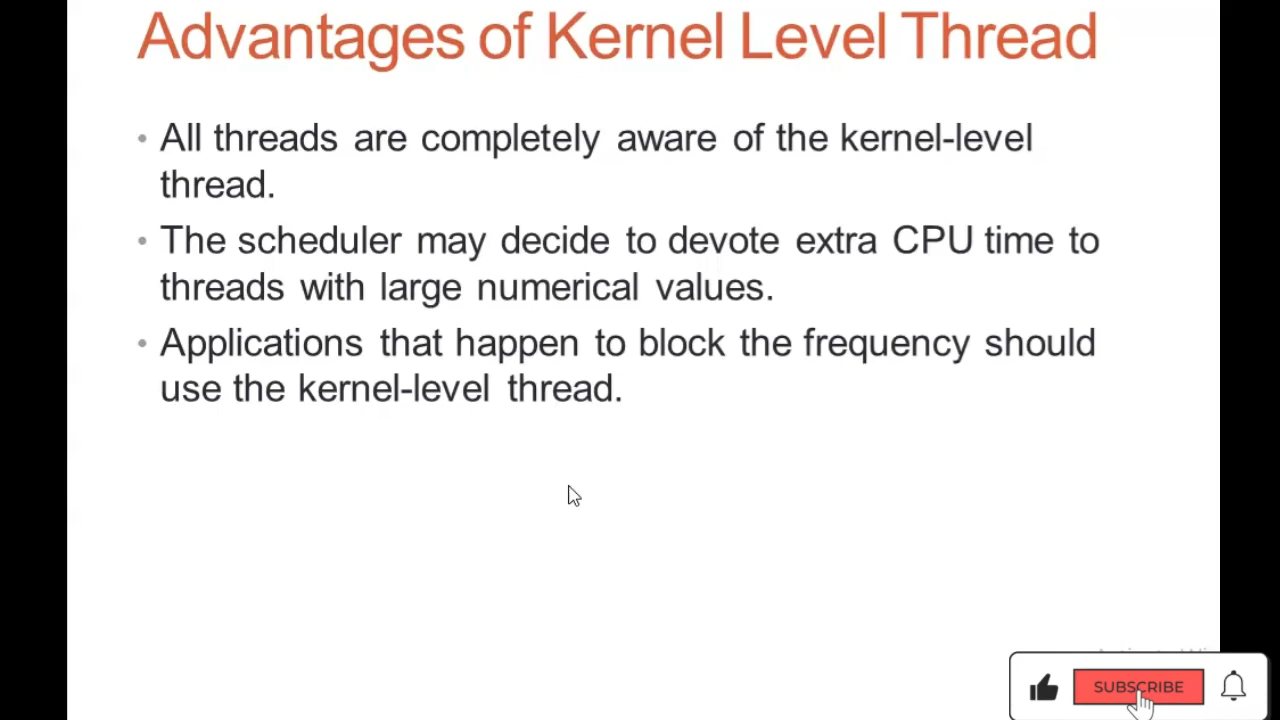 Advantages of Kernel Level Thread
• All threads are completely aware of the kernel-level
thread.
• The scheduler may decide to devote extra CPU time to
threads with large numerical values.
• Applications that happen to block the frequency should
use the kernel-level thread.
SUBSCRIBE